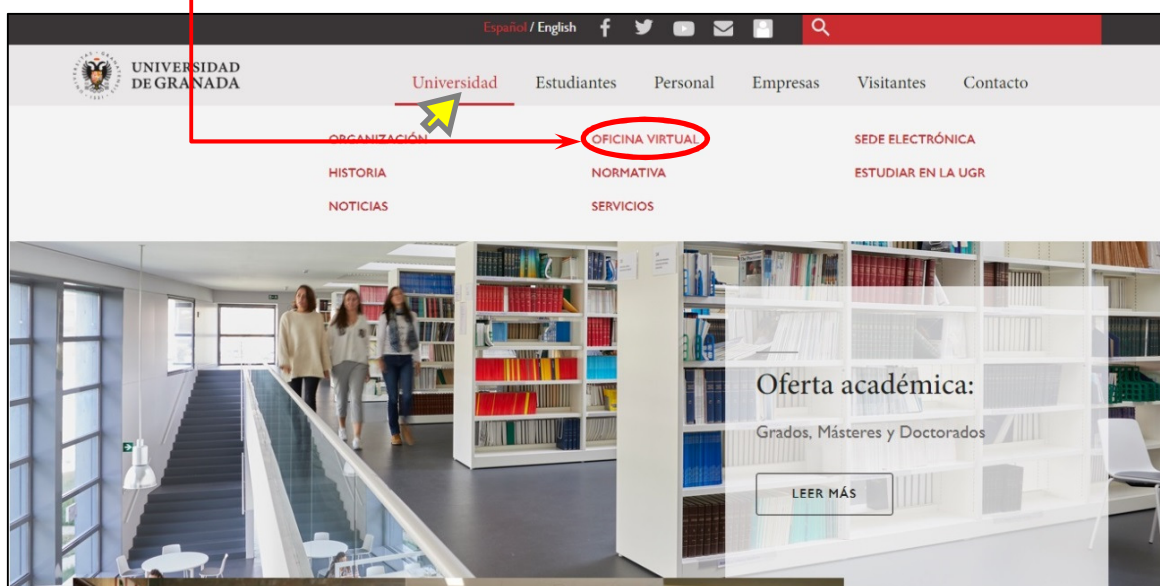 Español / English
UNIVERSIDAD
DE GRANADA
Universidad Estudiantes Personal Empresas Visitantes Contacto
ORGANIZACIÓN OFICINA VIRTUAL SEDE ELECTRÓNICA
HISTORIA NORMATIVA ESTUDIAR EN LA UGR
NOTICIAS SERVICIOS
Oferta académica:
Grados, Másteres y Doctorados
LEER MÁS